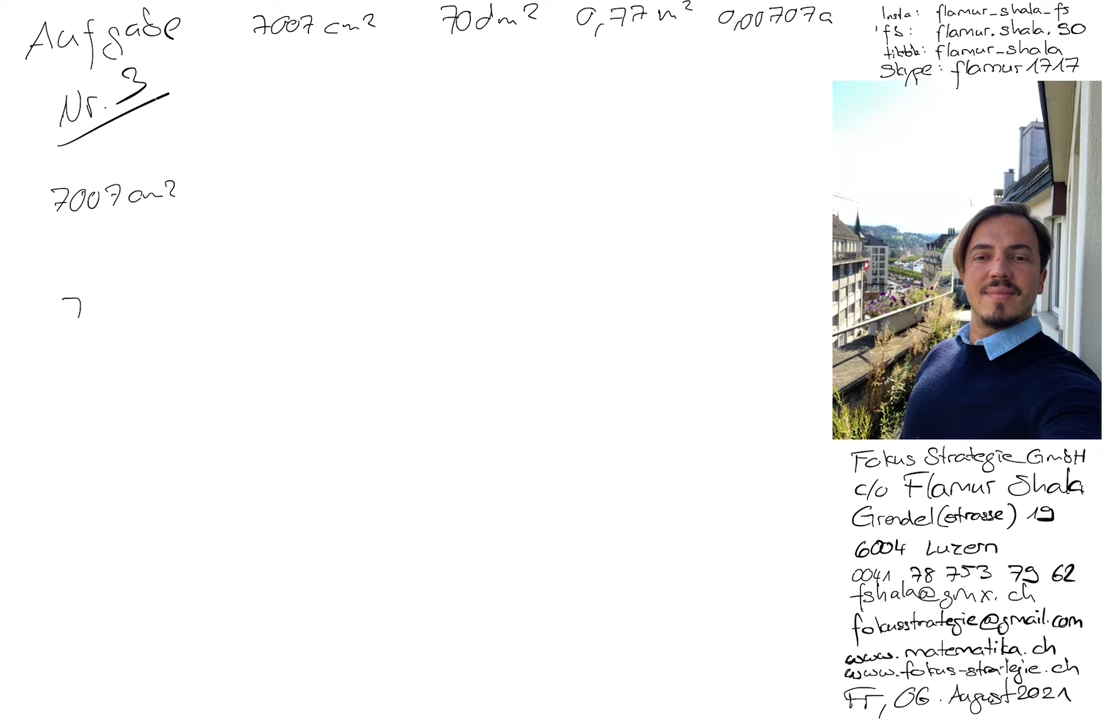 Aufgabe
Nr. 3
7007 cm² 70 dm² 0,77 m² 0,00707a
7007 cm²
7
Insta: flamur_shala_fs
fs: flamur.shala.90
tiktok: flamur_shala
Skype: flamur1717
Fokus Strategie GmbH
c/o Flamur Shala
Grendel(strasse) 19
6004 Luzern
0041 78 753 79 62
fshala@gmx.ch
fokusstrategie@gmail.com
www.matematika.ch
www.fokus-strategie.ch
Fr, 06. August 2021